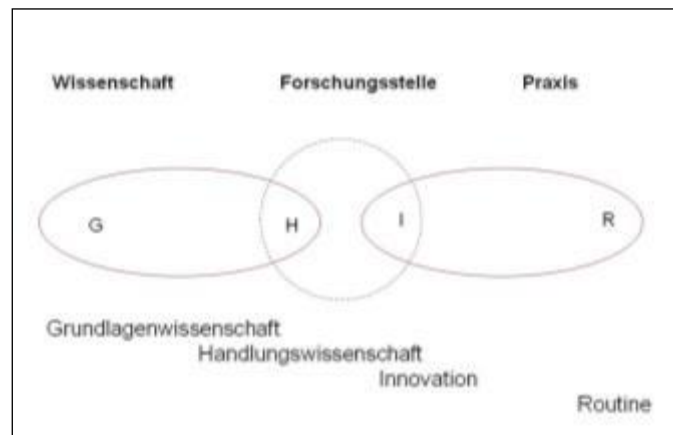 Wissenschaft Forschungsstelle Praxis
G H I R
Grundlagenwissenschaft
Handlungswissenschaft
Innovation
Routine